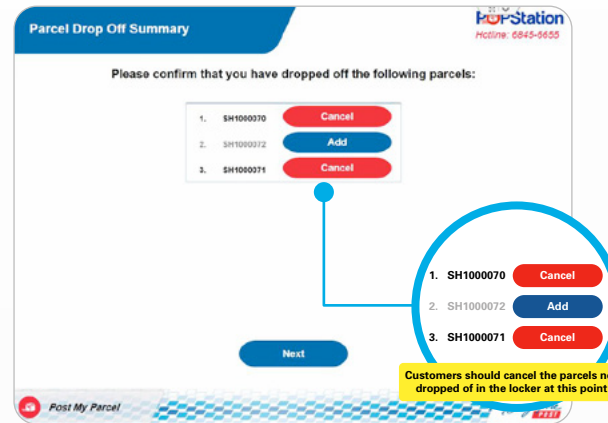 Parcel Drop Off Summary
POPStation
Hotline: 6845-6655
Please confirm that you have dropped off the following parcels:
1. SH1000070 Cancel
2. SH1000072 Add
3. SH1000071 Cancel
1. SH1000070 Cancel
2. SH1000072 Add
3. SH1000071 Cancel
Next
Customers should cancel the parcels no
dropped of in the locker at this point
Post My Parcel
POST